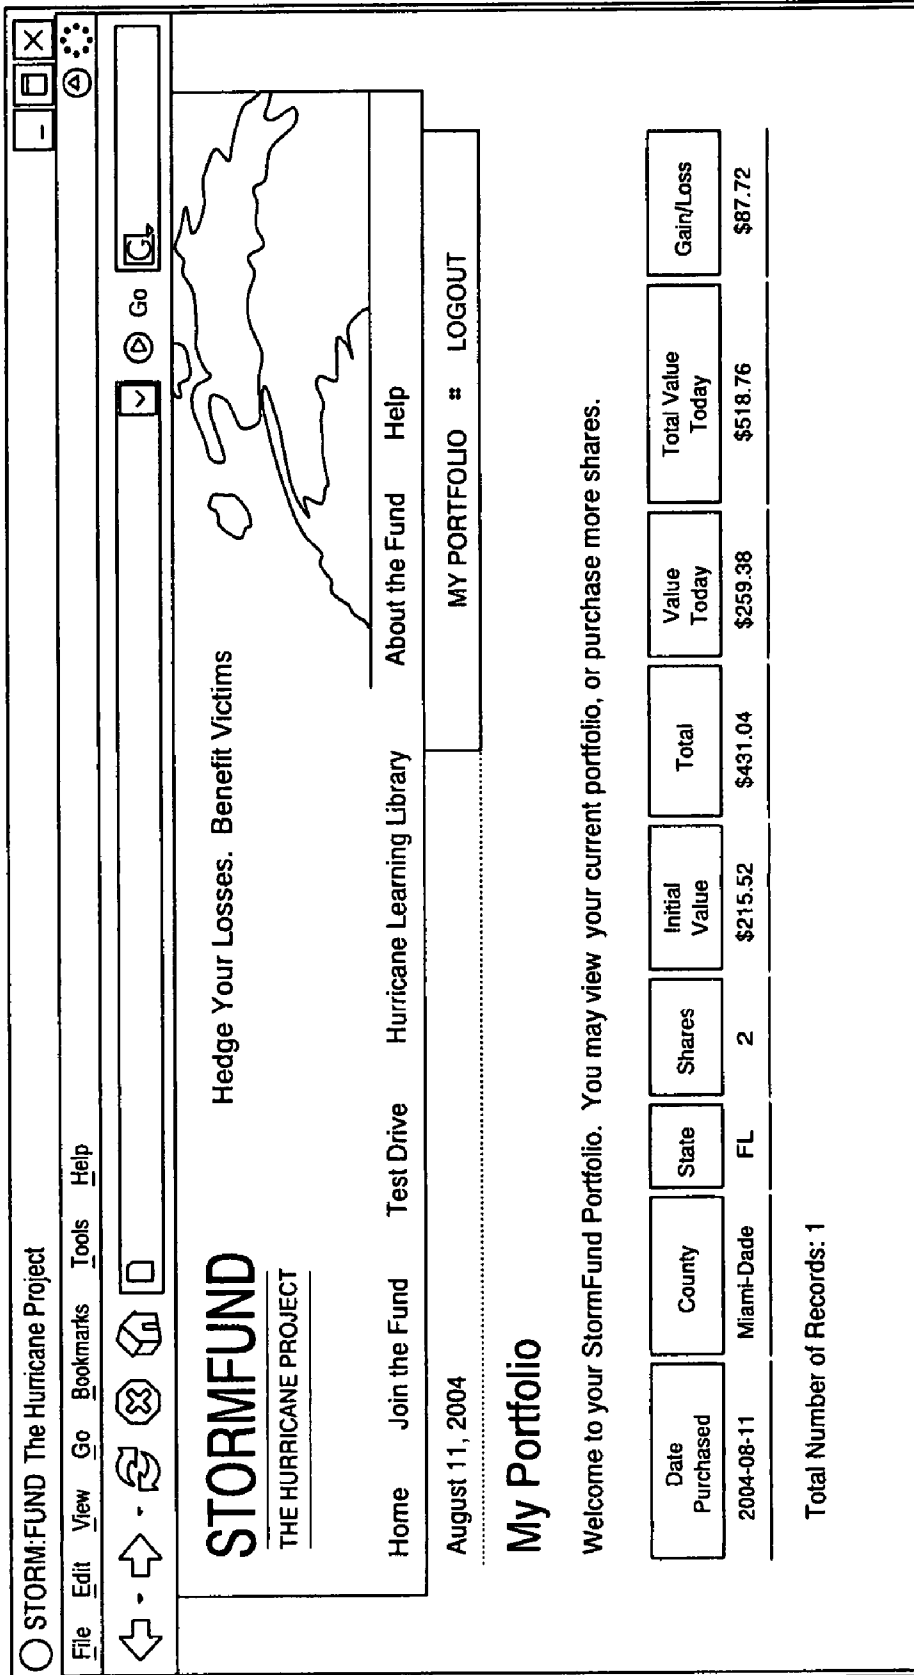 STORM:FUND The Hurricane Project
File Edit View Go Bookmarks Tools Help
Go G
STORMFUND
THE HURRICANE PROJECT
Hedge Your Losses. Benefit Victims
Home Join the Fund Test Drive Hurricane Learning Library About the Fund Help
August 11, 2004
MY PORTFOLIO :: LOGOUT
My Portfolio
Welcome to your StormFund Portfolio. You may view your current portfolio, or purchase more shares.
Date Purchased County State Shares Initial Value Total Value Today Total Value Today Gain/Loss
2004-08-11 Miami-Dade FL 2 $215.52 $431.04 $259.38 $518.76 $87.72
Total Number of Records: 1